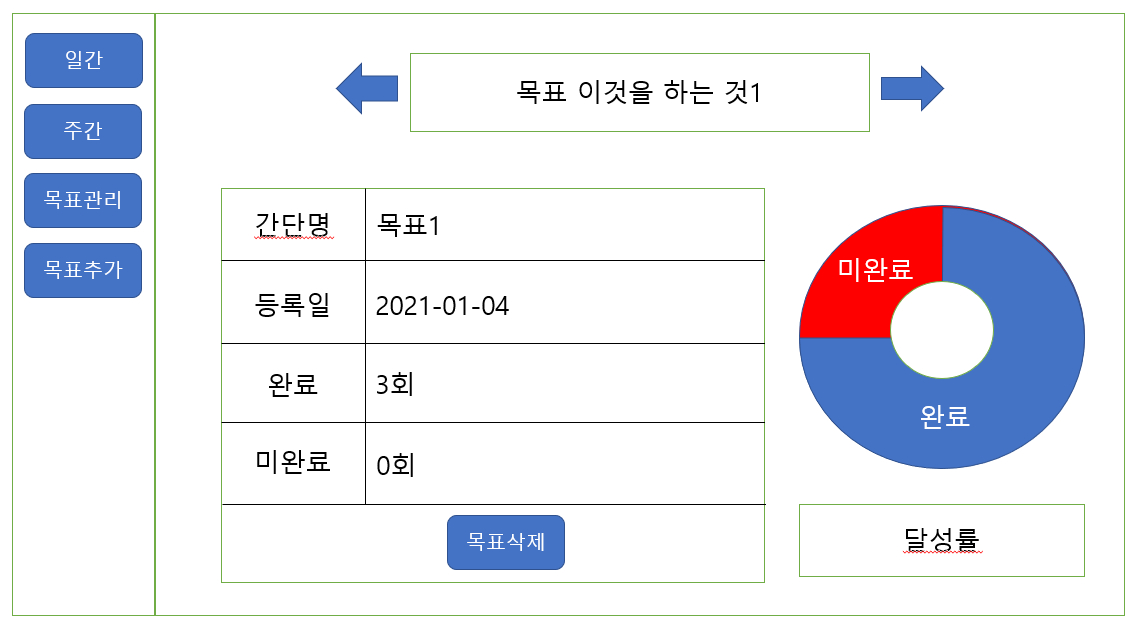 일간
주간
목표관리
목표추가
목표 이것을 하는 것1
간단명 목표1
등록일 2021-01-04
완료 3회
미완료 0회
목표삭제
미완료
완료
달성률